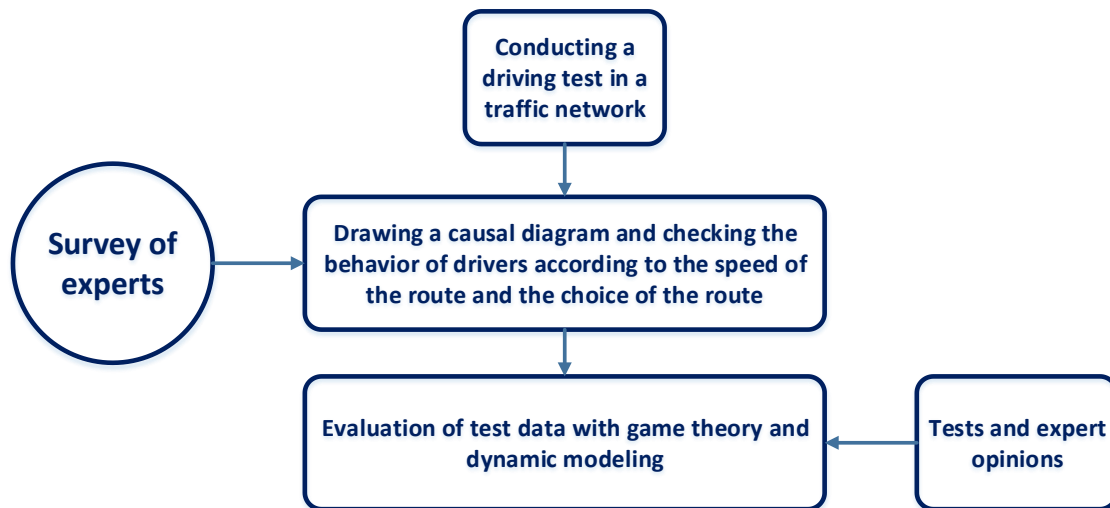 Conducting a
driving test in a
traffic network
Survey of
experts
Drawing a causal diagram and checking the
behavior of drivers according to the speed of
the route and the choice of the route
Evaluation of test data with game theory and
dynamic modeling
Tests and expert
opinions